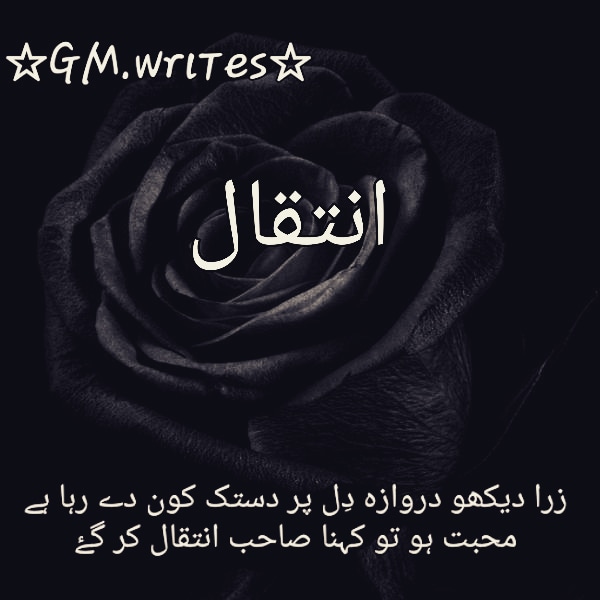 ☆GM.writes☆
انتقال
زرا دیکھو دروازہ دِل پر دستک کون دے رہا ہے
محبت ہو تو کہنا صاحب انتقال کر گۓ